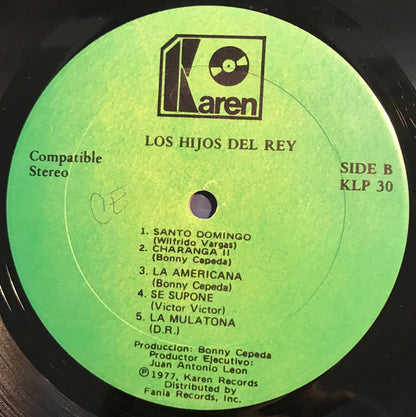 Karen
LOS HIJOS DEL REY
Compatible
Stereo
SIDE B
KLP 30
1. SANTO DOMINGO
(Wilfrido Vargas)
2. CHARANGA II
(Bonny Cepeda)
3. LA AMERICANA
(Bonny Cepeda)
4. SE SUPONE
(Victor Victor)
5. LA MULATONA
(D.R.)
Produccion: Bonny Cepeda
Productor Ejecutivo:
Juan Antonio Leon
℗1977, Karen Records
Distributed by
Fania Records, Inc.